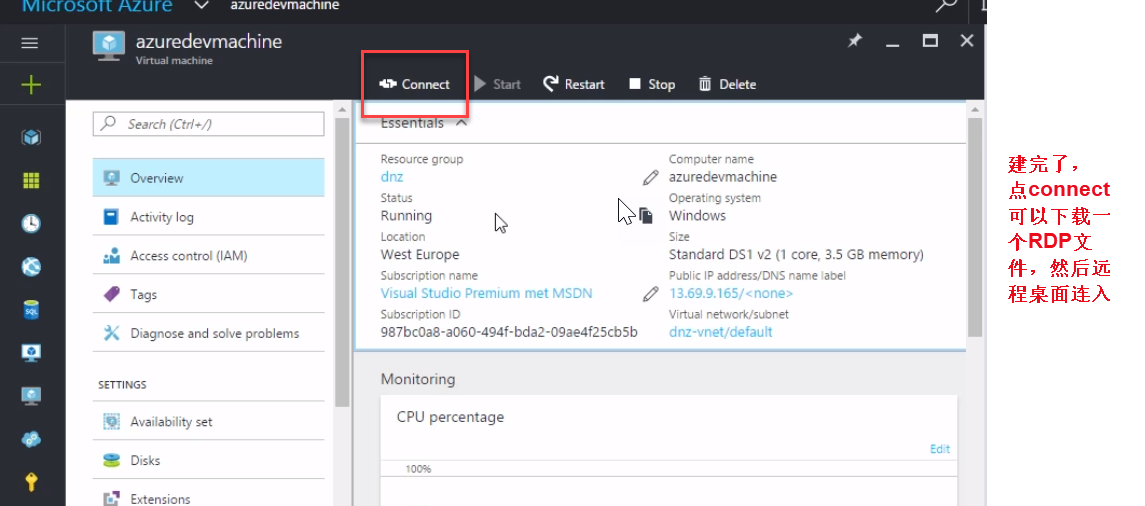 Microsoft Azure
azuredevmachine
azuredevmachine
Virtual machine
Connect
Start
Restart
Stop
Delete
Search (Ctrl+/)
Overview
Activity log
Access control (IAM)
Tags
Diagnose and solve problems
SETTINGS
Availability set
Disks
Extensions
Essentials
Resource group
dnz
Status
Running
Location
West Europe
Subscription name
Visual Studio Premium met MSDN
Subscription ID
987bc0a8-a060-494f-bda2-09ae4f25cb5b
Computer name
azuredevmachine
Operating system
Windows
Size
Standard DS1 v2 (1 core, 3.5 GB memory)
Public IP address/DNS name label
13.69.9.165/<none>
Virtual network/subnet
dnz-vnet/default
Monitoring
CPU percentage
Edit
100%
建完了，
点connect
可以下载一
个RDP文
件，然后远
程桌面连入
SQL